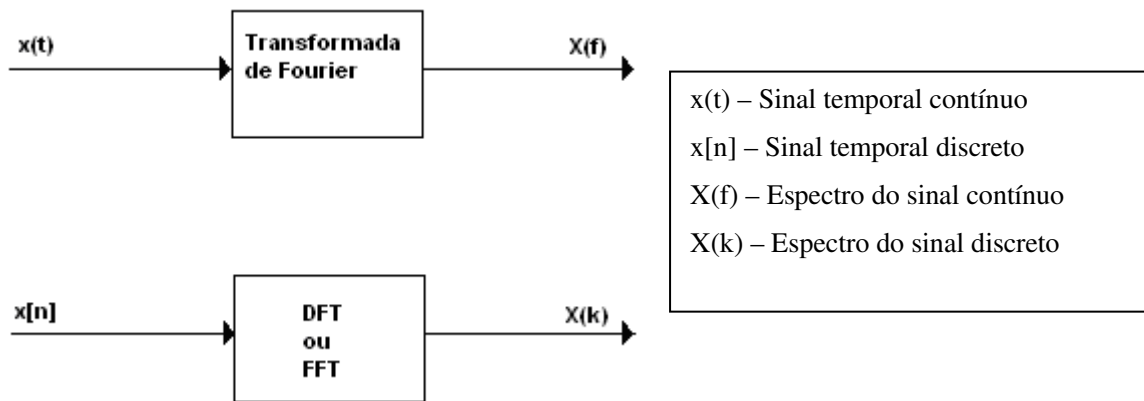 x(t)
Transformada
de Fourier
X(f)
x[n]
DFT
ou
FFT
X(k)
x(t) – Sinal temporal contínuo
x[n] – Sinal temporal discreto
X(f) – Espectro do sinal contínuo
X(k) – Espectro do sinal discreto